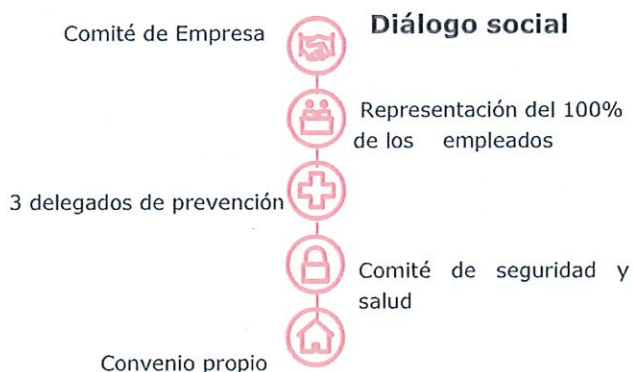 Diálogo social
Comité de Empresa
Representación del 100%
de los empleados
3 delegados de prevención
Comité de seguridad y
salud
Convenio propio